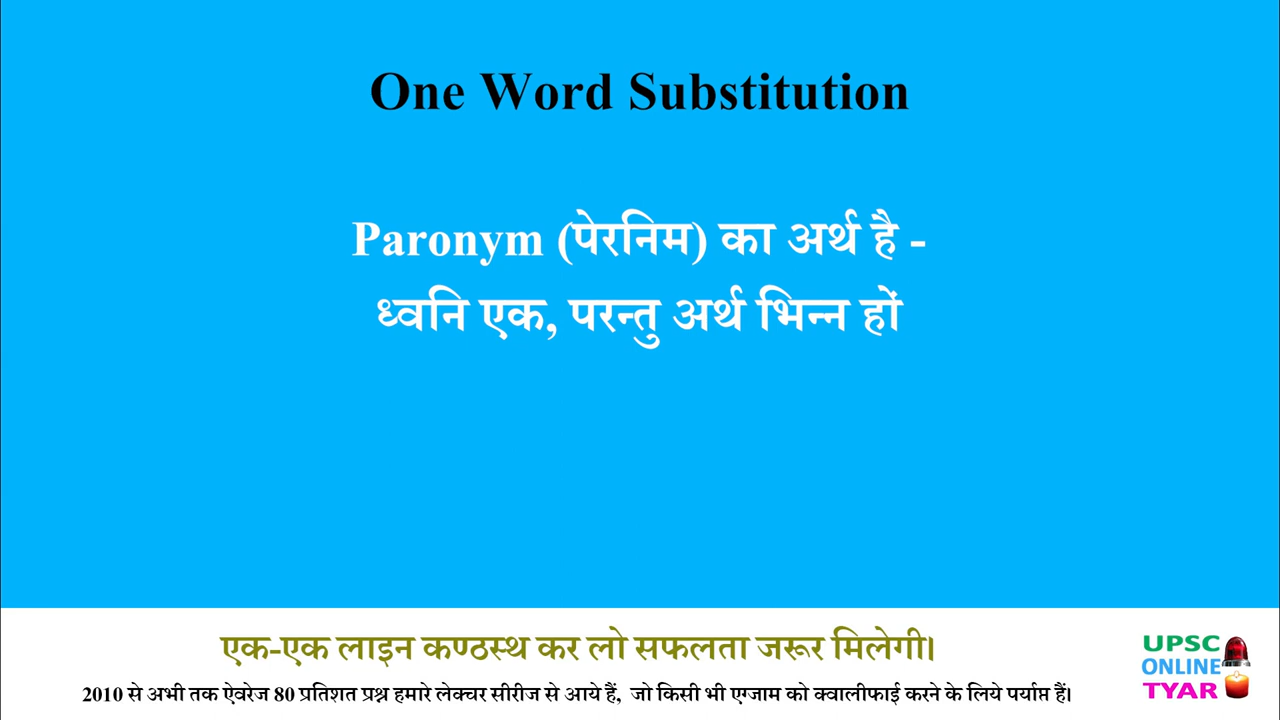 One Word Substitution
Paronym (पेरनिम) का अर्थ है -
ध्वनि एक, परन्तु अर्थ भिन्न हों
एक-एक लाइन कण्ठस्थ कर लो सफलता जरूर मिलेगी।
2010 से अभी तक ऐवरेज 80 प्रतिशत प्रश्न हमारे लेक्चर सीरीज से आये हैं, जो किसी भी एग्जाम को क्वालीफाई करने के लिये पर्याप्त हैं।
UPSC
ONLINE
TYAR